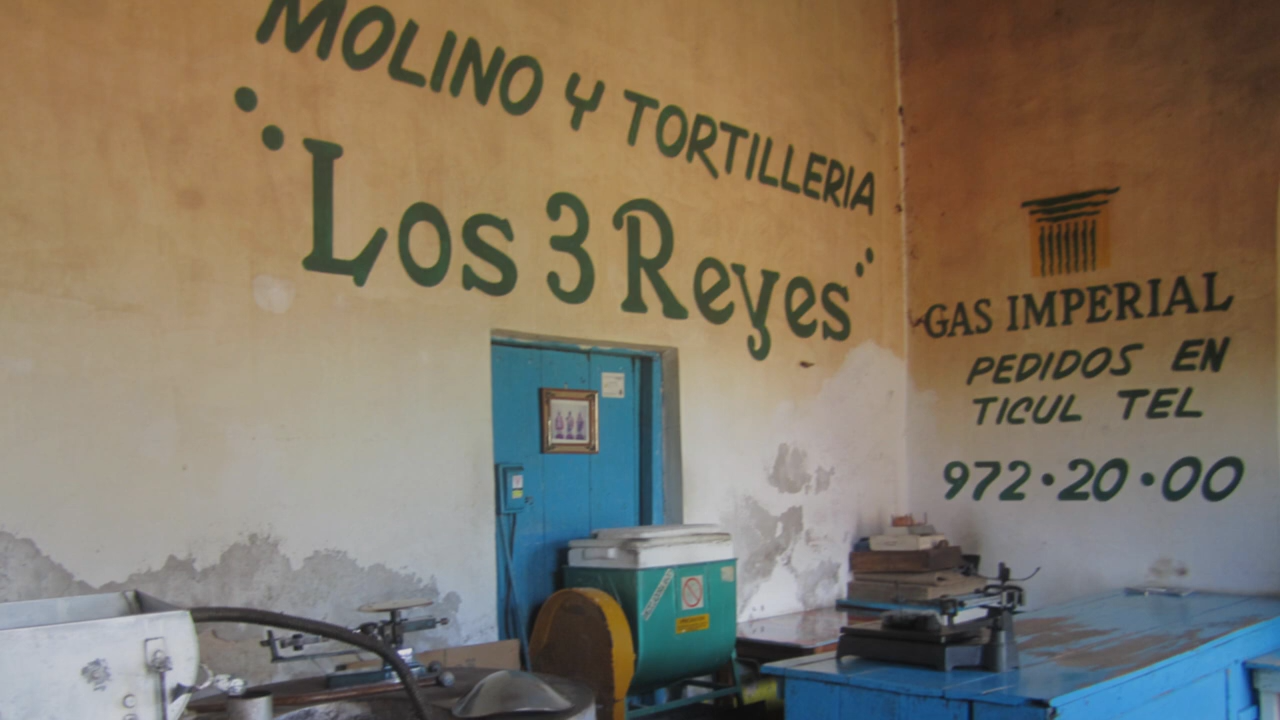 MOLINO Y TORTILLERIA
"Los 3 Reyes"
GAS IMPERIAL
PEDIDOS EN
TICUL TEL
972·20·00